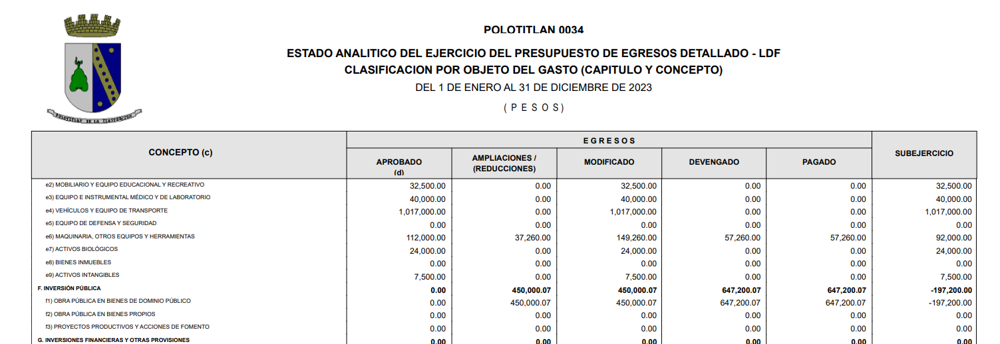 POLOTITLAN 0034
ESTADO ANALITICO DEL EJERCICIO DEL PRESUPUESTO DE EGRESOS DETALLADO - LDF
CLASIFICACION POR OBJETO DEL GASTO (CAPITULO Y CONCEPTO)
DEL 1 DE ENERO AL 31 DE DICIEMBRE DE 2023
( P E S O S )
POLOTITLAN DE LA ILUSTRACION
CONCEPTO (c)
E G R E S O S
SUBEJERCICIO
APROBADO (d)
AMPLIACIONES / (REDUCCIONES)
MODIFICADO
DEVENGADO
PAGADO
e2) MOBILIARIO Y EQUIPO EDUCACIONAL Y RECREATIVO 32,500.00 0.00 32,500.00 0.00 0.00 32,500.00
e3) EQUIPO E INSTRUMENTAL MÉDICO Y DE LABORATORIO 40,000.00 0.00 40,000.00 0.00 0.00 40,000.00
e4) VEHÍCULOS Y EQUIPO DE TRANSPORTE 1,017,000.00 0.00 1,017,000.00 0.00 0.00 1,017,000.00
e5) EQUIPO DE DEFENSA Y SEGURIDAD 0.00 0.00 0.00 0.00 0.00 0.00
e6) MAQUINARIA, OTROS EQUIPOS Y HERRAMIENTAS 112,000.00 37,260.00 149,260.00 57,260.00 57,260.00 92,000.00
e7) ACTIVOS BIOLÓGICOS 24,000.00 0.00 24,000.00 0.00 0.00 24,000.00
e8) BIENES INMUEBLES 0.00 0.00 0.00 0.00 0.00 0.00
e9) ACTIVOS INTANGIBLES 7,500.00 0.00 7,500.00 0.00 0.00 7,500.00
F. INVERSIÓN PÚBLICA 0.00 450,000.07 450,000.07 647,200.07 647,200.07 -197,200.00
f1) OBRA PÚBLICA EN BIENES DE DOMINIO PÚBLICO 0.00 450,000.07 450,000.07 647,200.07 647,200.07 -197,200.00
f2) OBRA PÚBLICA EN BIENES PROPIOS 0.00 0.00 0.00 0.00 0.00 0.00
f3) PROYECTOS PRODUCTIVOS Y ACCIONES DE FOMENTO 0.00 0.00 0.00 0.00 0.00 0.00
G. INVERSIONES FINANCIERAS Y OTRAS PROVISIONES 0.00 0.00 0.00 0.00 0.00 0.00